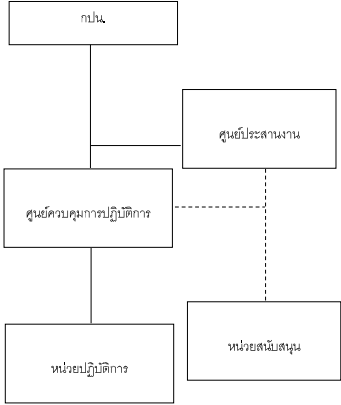 กปน.
ศูนย์ประสานงาน
ศูนย์ควบคุมการปฏิบัติการ
หน่วยสนับสนุน
หน่วยปฏิบัติการ